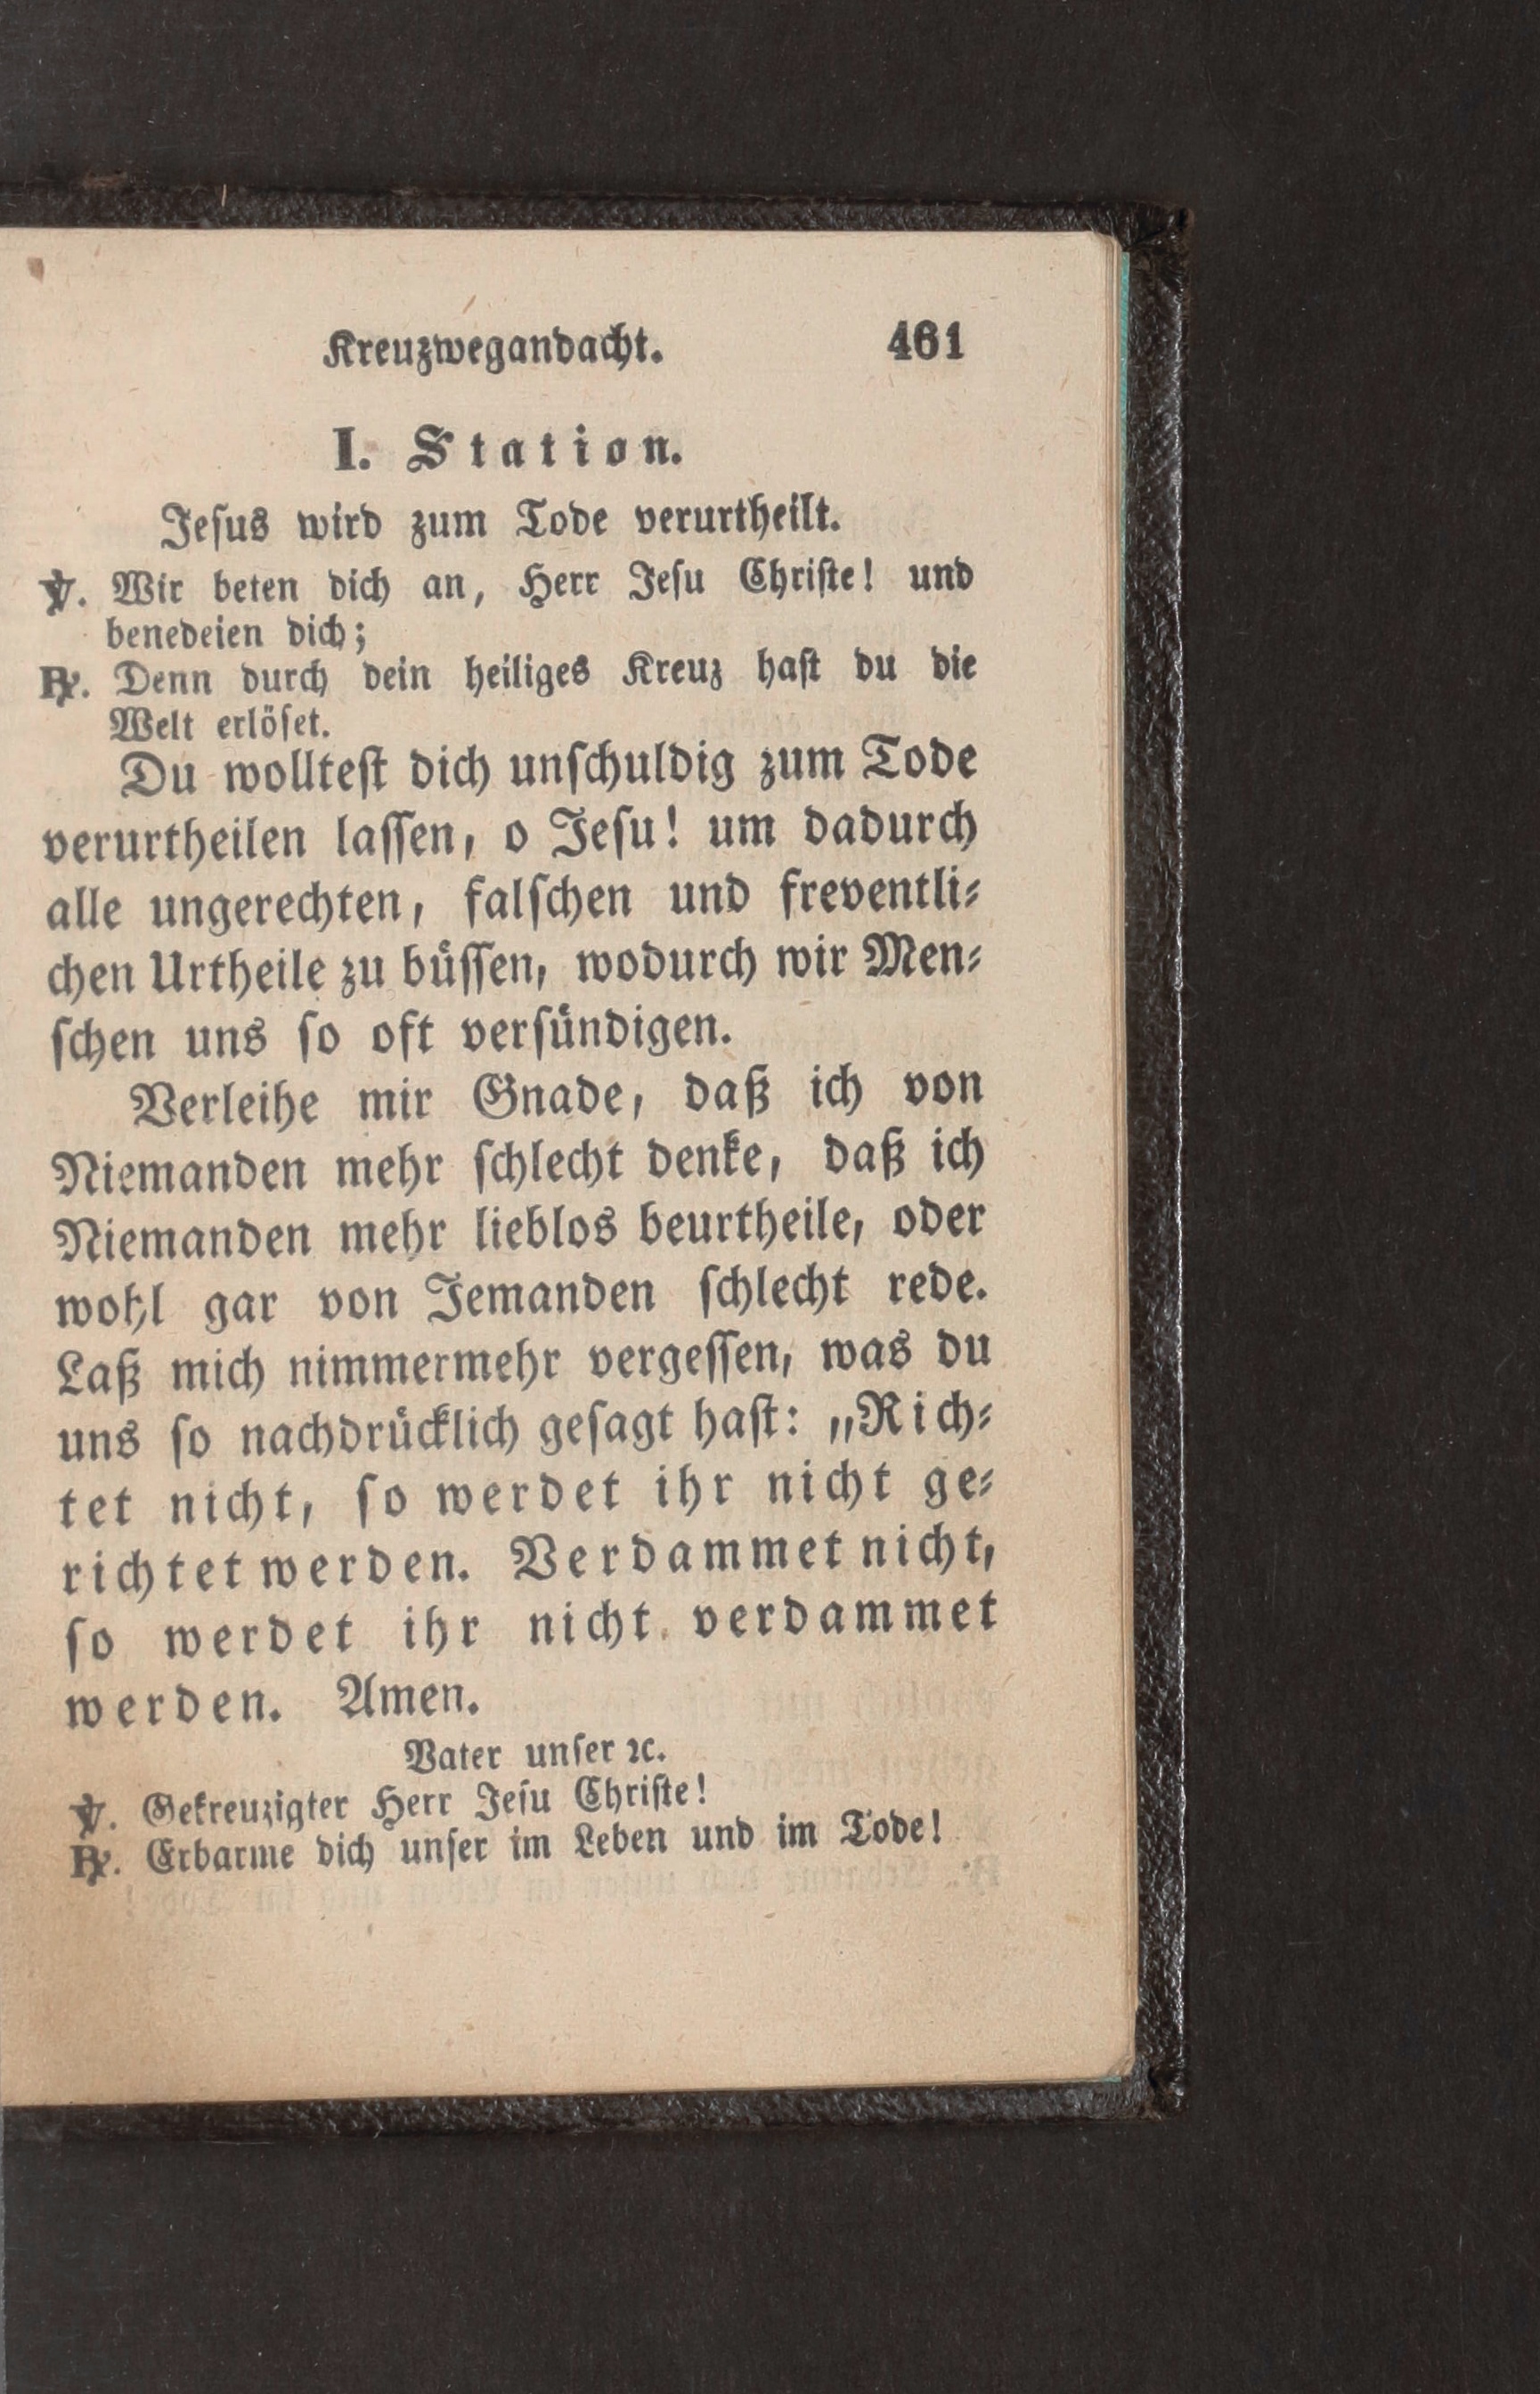 Kreuzwegandacht. 461
I. Station.
Jeſus wird zum Tode verurtheilt.
℣. Wir beten dich an, Herr Jeſu Chriſte! und
benedeien dich;
℟. Denn durch dein heiliges Kreuz haſt du die
Welt erlöſet.
Du wollteſt dich unſchuldig zum Tode
verurtheilen laſſen, o Jeſu! um dadurch
alle ungerechten, falſchen und freventli⸗
chen Urtheile zu büſſen, wodurch wir Men⸗
ſchen uns ſo oft verſündigen.
Verleihe mir Gnade, daß ich von
Niemanden mehr ſchlecht denke, daß ich
Niemanden mehr lieblos beurtheile, oder
wohl gar von Jemanden ſchlecht rede.
Laß mich nimmermehr vergeſſen, was du
uns ſo nachdrücklich geſagt haſt: „Rich⸗
tet nicht, ſo werdet ihr nicht ge⸗
richtet werden. Verdammet nicht,
ſo werdet ihr nicht verdammet
werden. Amen.
Vater unſer ꝛc.
℣. Gekreuzigter Herr Jeſu Chriſte!
℟. Erbarme dich unſer im Leben und im Tode!